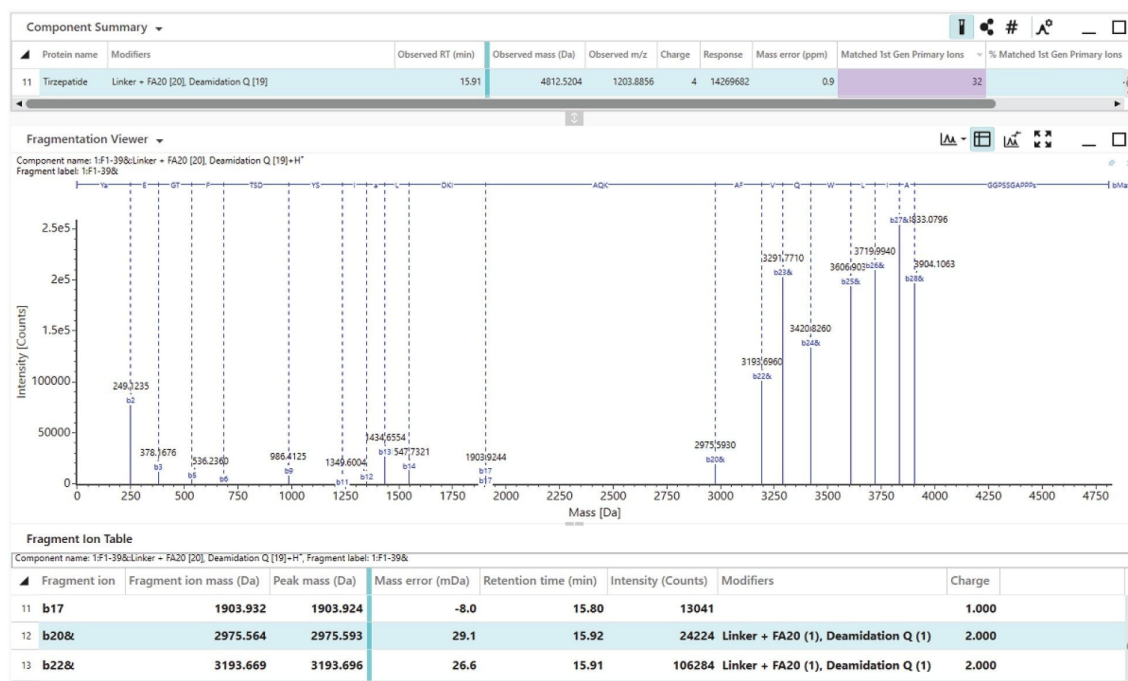 Component Summary
#
Protein name Modifiers Observed RT (min) Observed mass (Da) Observed m/z Charge Response Mass error (ppm) Matched 1st Gen Primary Ions % Matched 1st Gen Primary Ions
11 Tirzepatide Linker + FA20 [20], Deamidation Q [19] 15.91 4812.5204 1203.8856 4 14269682 0.9 32
Fragmentation Viewer
Component name: 1:F1-39&:Linker + FA20 [20], Deamidation Q [19]+H⁺
Fragment label: 1:F1-39&
Ya E GT F TSD YS I a L DKI AQK AF V Q W L I A GGPSSGAPPPs bMax
Intensity [Counts]
2.5e5
2e5
1.5e5
100000
50000
0
249.1235
b2
378.1676
b3
536.2360
b5
b6
986.4125
b9
1349.6004
b11
b12
1434.6554
b13
547.7321
b14
1903.9244
b17
b17
2975.5930
b20&
3193.6960
b22&
3291.7710
b23&
3420.8260
b24&
3606.903
b25&
3719.9940
b26&
b27&
833.0796
3904.1063
b28&
0 250 500 750 1000 1250 1500 1750 2000 2250 2500 2750 3000 3250 3500 3750 4000 4250 4500 4750
Mass [Da]
Fragment Ion Table
Component name: 1:F1-39&:Linker + FA20 [20], Deamidation Q [19]+H⁺, Fragment label: 1:F1-39&
Fragment ion Fragment ion mass (Da) Peak mass (Da) Mass error (mDa) Retention time (min) Intensity (Counts) Modifiers Charge
11 b17 1903.932 1903.924 -8.0 15.80 13041 1.000
12 b20& 2975.564 2975.593 29.1 15.92 24224 Linker + FA20 (1), Deamidation Q (1) 2.000
13 b22& 3193.669 3193.696 26.6 15.91 106284 Linker + FA20 (1), Deamidation Q (1) 2.000